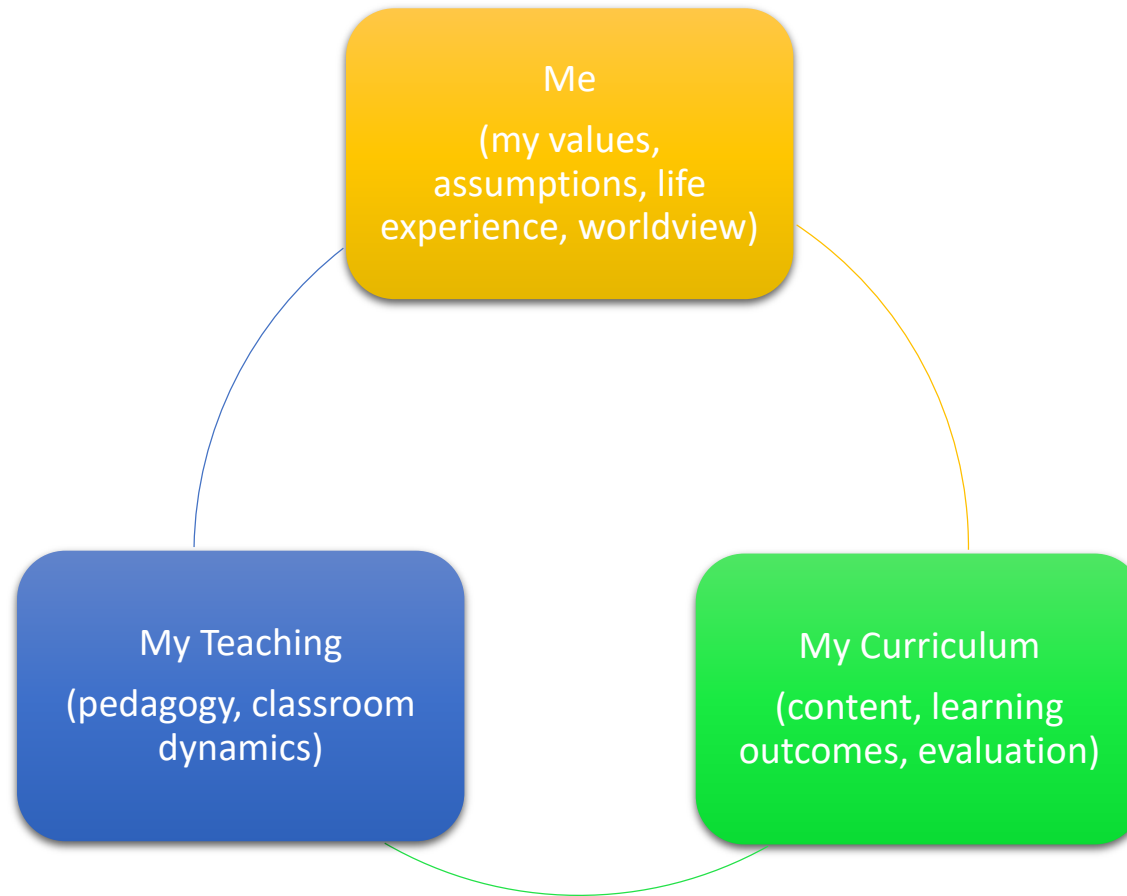 Me
(my values,
assumptions, life
experience, worldview)
My Teaching
(pedagogy, classroom
dynamics)
My Curriculum
(content, learning
outcomes, evaluation)